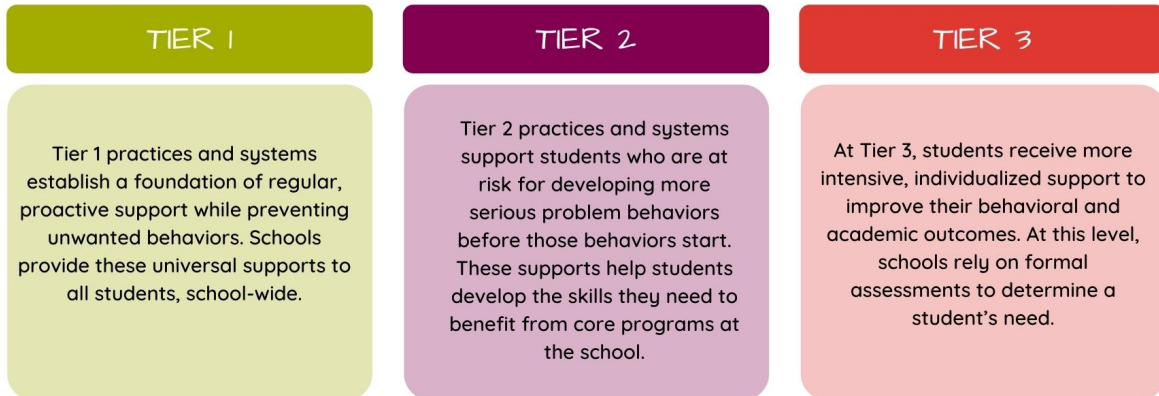 TIER 1
Tier 1 practices and systems
establish a foundation of regular,
proactive support while preventing
unwanted behaviors. Schools
provide these universal supports to
all students, school-wide.
TIER 2
Tier 2 practices and systems
support students who are at
risk for developing more
serious problem behaviors
before those behaviors start.
These supports help students
develop the skills they need to
benefit from core programs at
the school.
TIER 3
At Tier 3, students receive more
intensive, individualized support to
improve their behavioral and
academic outcomes. At this level,
schools rely on formal
assessments to determine a
student’s need.